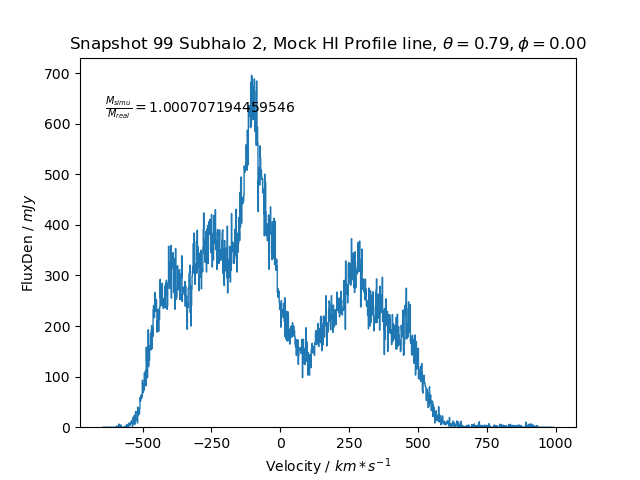 Snapshot 99 Subhalo 2, Mock HI Profile line, θ = 0.79, ϕ = 0.00
700
M_simu/M_real = 1.000707194459546
600
500
400
FluxDen / mJy
300
200
100
0
−500 −250 0 250 500 750 1000
Velocity / km * s⁻¹